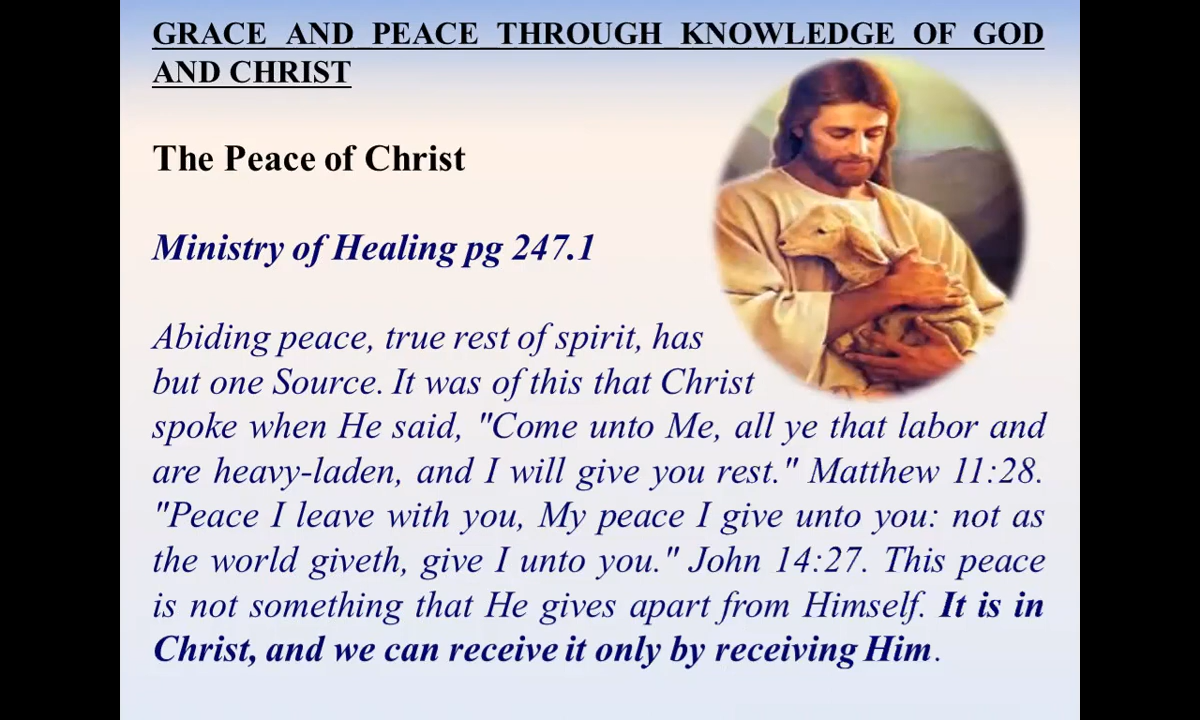 GRACE AND PEACE THROUGH KNOWLEDGE OF GOD
AND CHRIST
The Peace of Christ
Ministry of Healing pg 247.1
Abiding peace, true rest of spirit, has
but one Source. It was of this that Christ
spoke when He said, "Come unto Me, all ye that labor and
are heavy-laden, and I will give you rest." Matthew 11:28.
"Peace I leave with you, My peace I give unto you: not as
the world giveth, give I unto you." John 14:27. This peace
is not something that He gives apart from Himself. It is in
Christ, and we can receive it only by receiving Him.